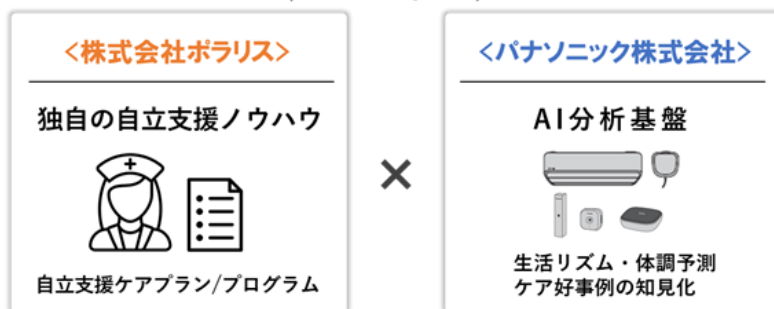 <株式会社ポラリス>
独自の自立支援ノウハウ
自立支援ケアプラン/プログラム
×
<パナソニック株式会社>
AI分析基盤
生活リズム・体調予測
ケア好事例の知見化